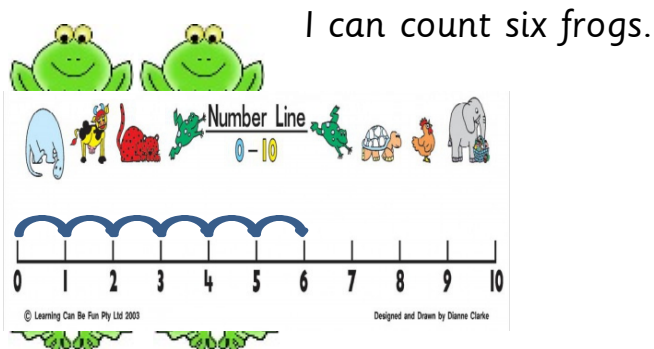 I can count six frogs.
Number Line
0-10
0 1 2 3 4 5 6 7 8 9 10
© Learning Can Be Fun Pty Ltd 2003 Designed and Drawn by Dianne Clarke